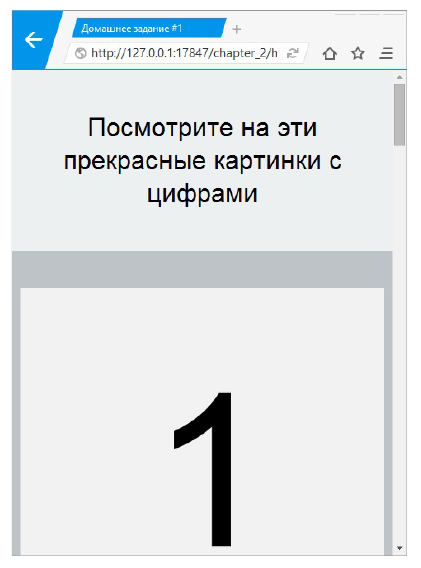 Домашнее задание #1
http://127.0.0.1:17847/chapter_2/h
Посмотрите на эти
прекрасные картинки с
цифрами
1